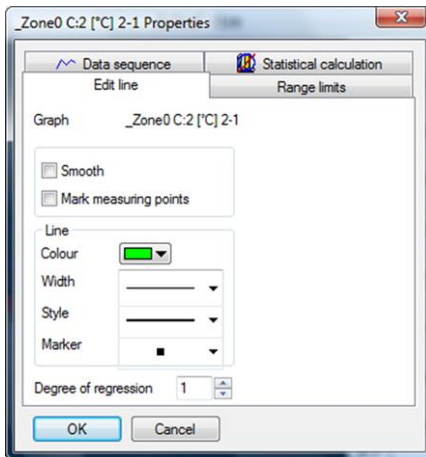 _Zone0 C:2 [°C] 2-1 Properties
Data sequence
Statistical calculation
Edit line
Range limits
Graph _Zone0 C:2 [°C] 2-1
Smooth
Mark measuring points
Line
Colour
Width
Style
Marker
Degree of regression 1
OK Cancel